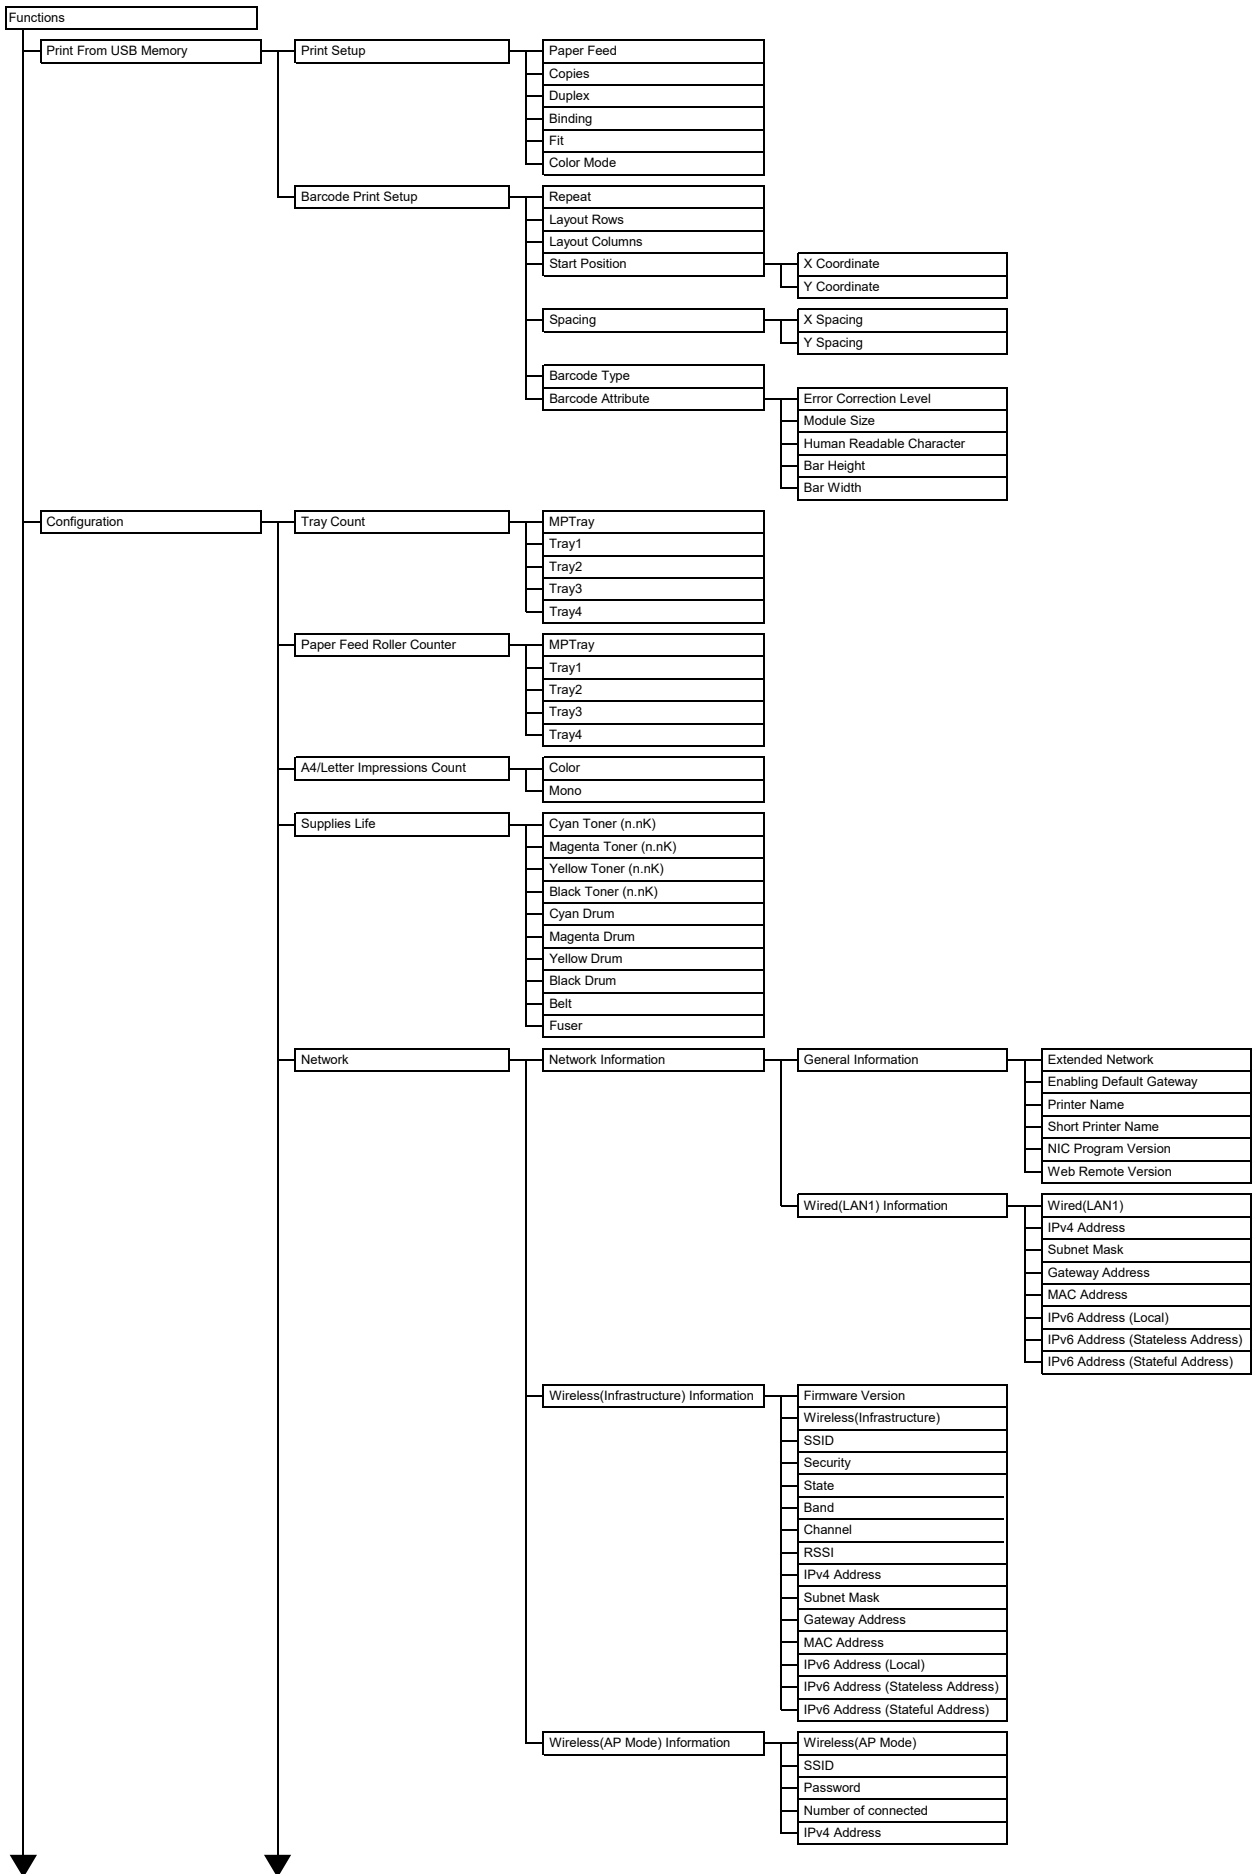 Functions
Print From USB Memory
Print Setup
Paper Feed
Copies
Duplex
Binding
Fit
Color Mode
Barcode Print Setup
Repeat
Layout Rows
Layout Columns
Start Position
X Coordinate
Y Coordinate
Spacing
X Spacing
Y Spacing
Barcode Type
Barcode Attribute
Error Correction Level
Module Size
Human Readable Character
Bar Height
Bar Width
Configuration
Tray Count
MPTray
Tray1
Tray2
Tray3
Tray4
Paper Feed Roller Counter
MPTray
Tray1
Tray2
Tray3
Tray4
A4/Letter Impressions Count
Color
Mono
Supplies Life
Cyan Toner (n.nK)
Magenta Toner (n.nK)
Yellow Toner (n.nK)
Black Toner (n.nK)
Cyan Drum
Magenta Drum
Yellow Drum
Black Drum
Belt
Fuser
Network
Network Information
General Information
Extended Network
Enabling Default Gateway
Printer Name
Short Printer Name
NIC Program Version
Web Remote Version
Wired(LAN1) Information
Wired(LAN1)
IPv4 Address
Subnet Mask
Gateway Address
MAC Address
IPv6 Address (Local)
IPv6 Address (Stateless Address)
IPv6 Address (Stateful Address)
Wireless(Infrastructure) Information
Firmware Version
Wireless(Infrastructure)
SSID
Security
State
Band
Channel
RSSI
IPv4 Address
Subnet Mask
Gateway Address
MAC Address
IPv6 Address (Local)
IPv6 Address (Stateless Address)
IPv6 Address (Stateful Address)
Wireless(AP Mode) Information
Wireless(AP Mode)
SSID
Password
Number of connected
IPv4 Address